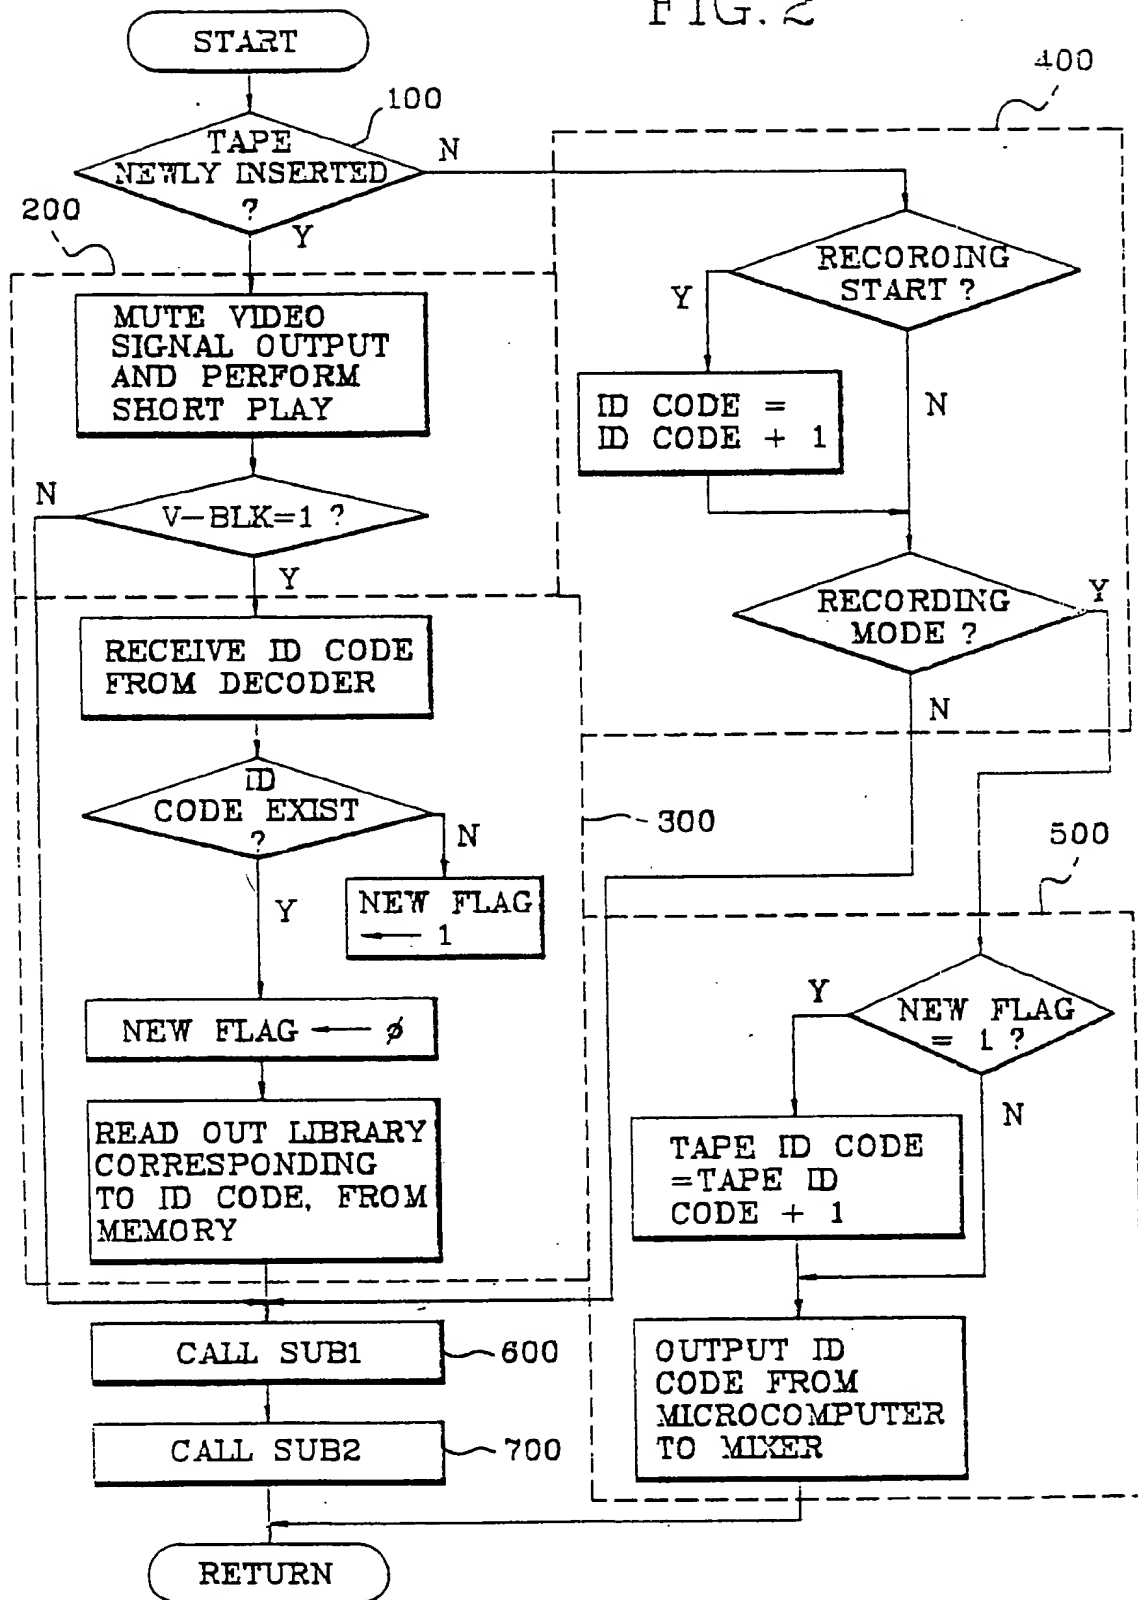 FIG. 2
START
100
TAPE
NEWLY INSERTED
?
N
Y
200
MUTE VIDEO
SIGNAL OUTPUT
AND PERFORM
SHORT PLAY
V-BLK=1 ?
N
Y
RECEIVE ID CODE
FROM DECODER
ID
CODE EXIST
?
N
Y
NEW FLAG
← 1
NEW FLAG ← ø
READ OUT LIBRARY
CORRESPONDING
TO ID CODE, FROM
MEMORY
300
400
RECOROING
START ?
Y
N
ID CODE =
ID CODE + 1
RECORDING
MODE ?
Y
N
500
NEW FLAG
= 1 ?
Y
N
TAPE ID CODE
=TAPE ID
CODE + 1
OUTPUT ID
CODE FROM
MICROCOMPUTER
TO MIXER
CALL SUB1
600
CALL SUB2
700
RETURN